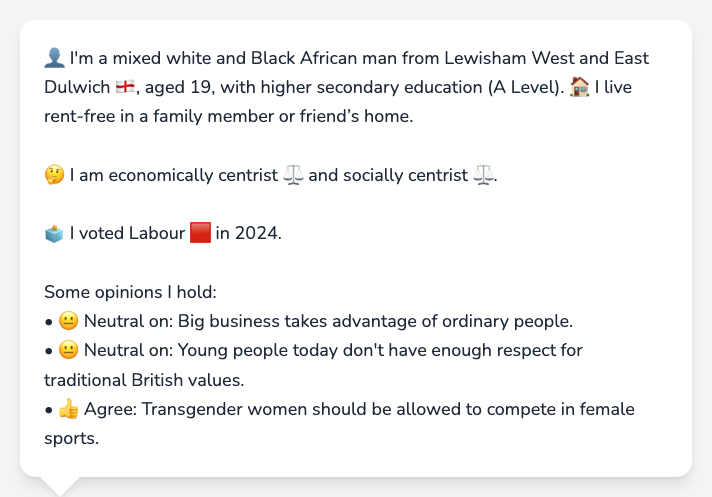 👤 I'm a mixed white and Black African man from Lewisham West and East
Dulwich 🏴󠁧󠁢󠁥󠁮󠁧󠁿, aged 19, with higher secondary education (A Level). 🏠 I live
rent-free in a family member or friend’s home.
🤔 I am economically centrist ⚖️ and socially centrist ⚖️.
🗳️ I voted Labour 🟥 in 2024.
Some opinions I hold:
• 😐 Neutral on: Big business takes advantage of ordinary people.
• 😐 Neutral on: Young people today don't have enough respect for
traditional British values.
• 👍 Agree: Transgender women should be allowed to compete in female
sports.